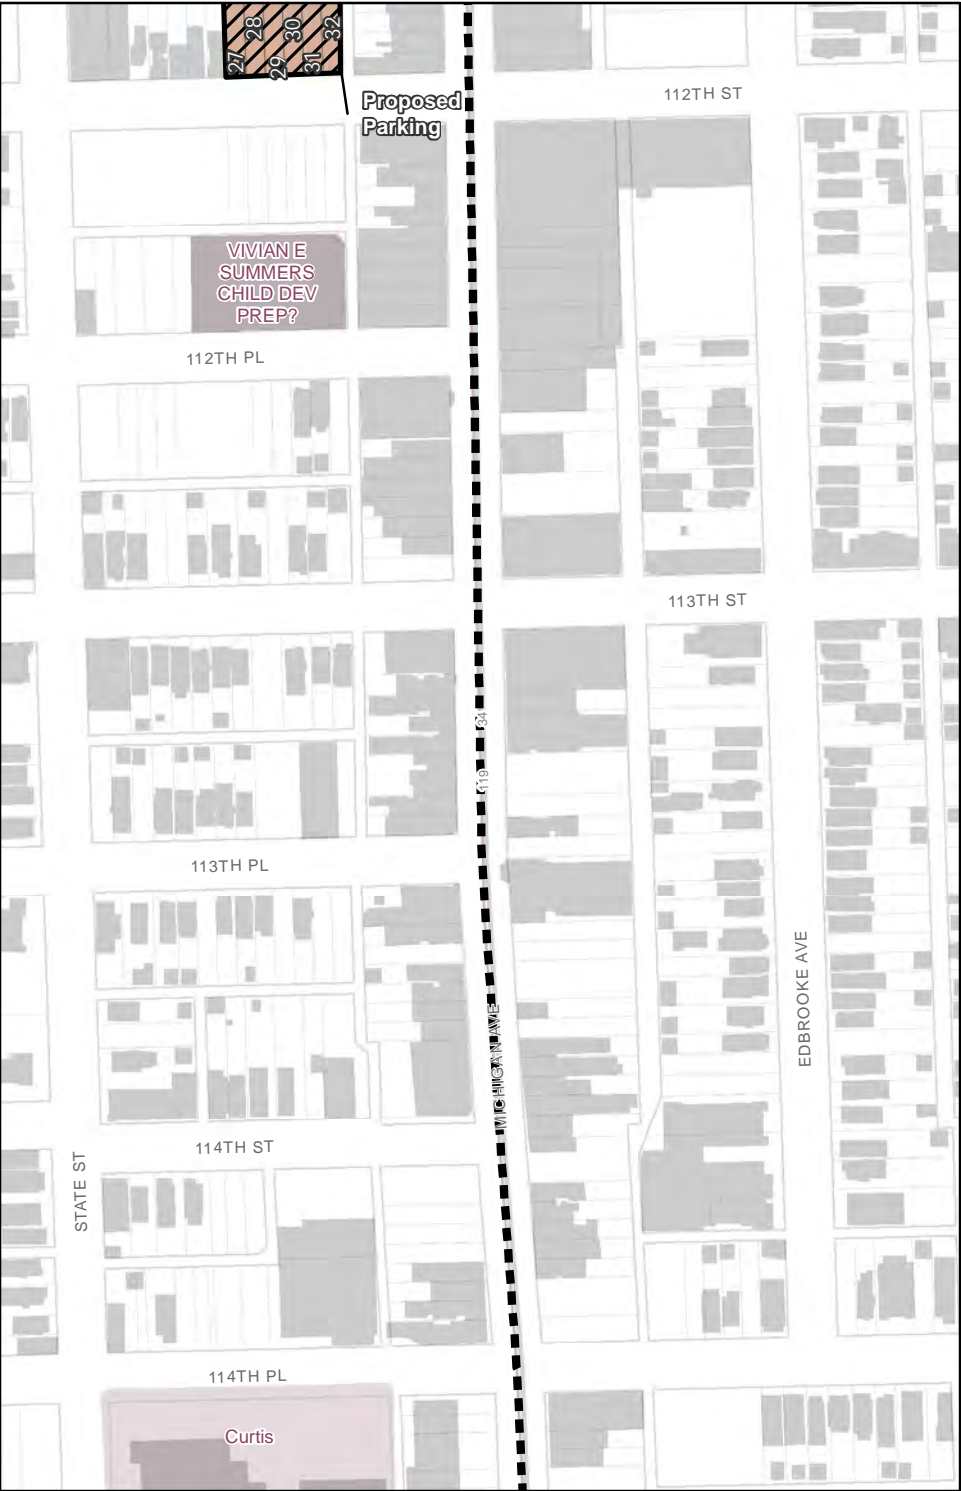 28
30
32
27
29
31
112TH ST
Proposed
Parking
VIVIAN E
SUMMERS
CHILD DEV
PREP?
112TH PL
113TH ST
34
119
113TH PL
EDBROOKE AVE
MICHIGAN AVE
114TH ST
STATE ST
114TH PL
Curtis